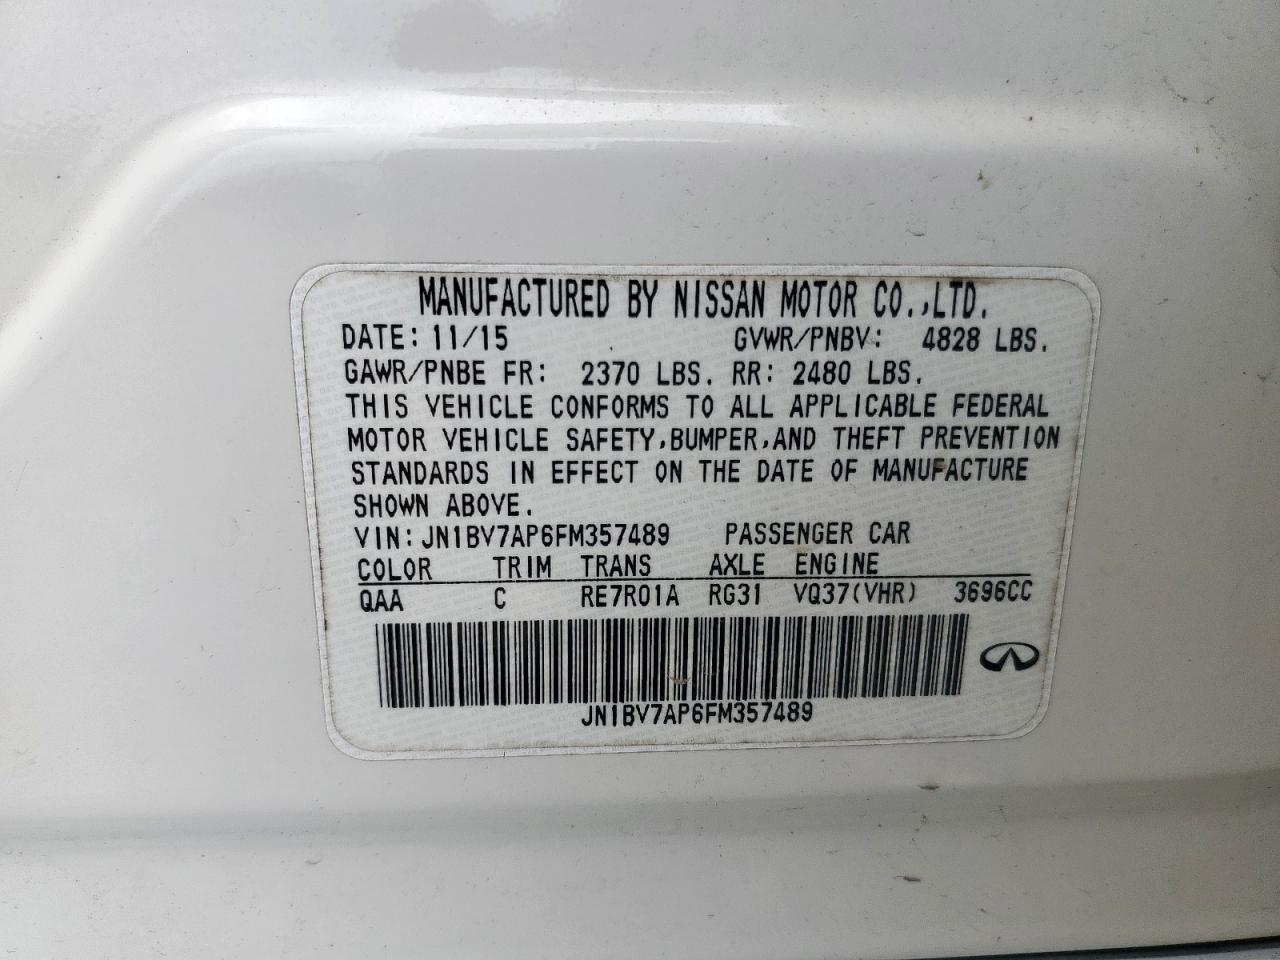 MANUFACTURED BY NISSAN MOTOR CO.,LTD.
DATE: 11/15 GVWR/PNBV: 4828 LBS.
GAWR/PNBE FR: 2370 LBS. RR: 2480 LBS.
THIS VEHICLE CONFORMS TO ALL APPLICABLE FEDERAL
MOTOR VEHICLE SAFETY,BUMPER,AND THEFT PREVENTION
STANDARDS IN EFFECT ON THE DATE OF MANUFACTURE
SHOWN ABOVE.
VIN: JN1BV7AP6FM357489 PASSENGER CAR
COLOR TRIM TRANS AXLE ENGINE
QAA C RE7R01A RG31 VQ37(VHR) 3696CC
JN1BV7AP6FM357489